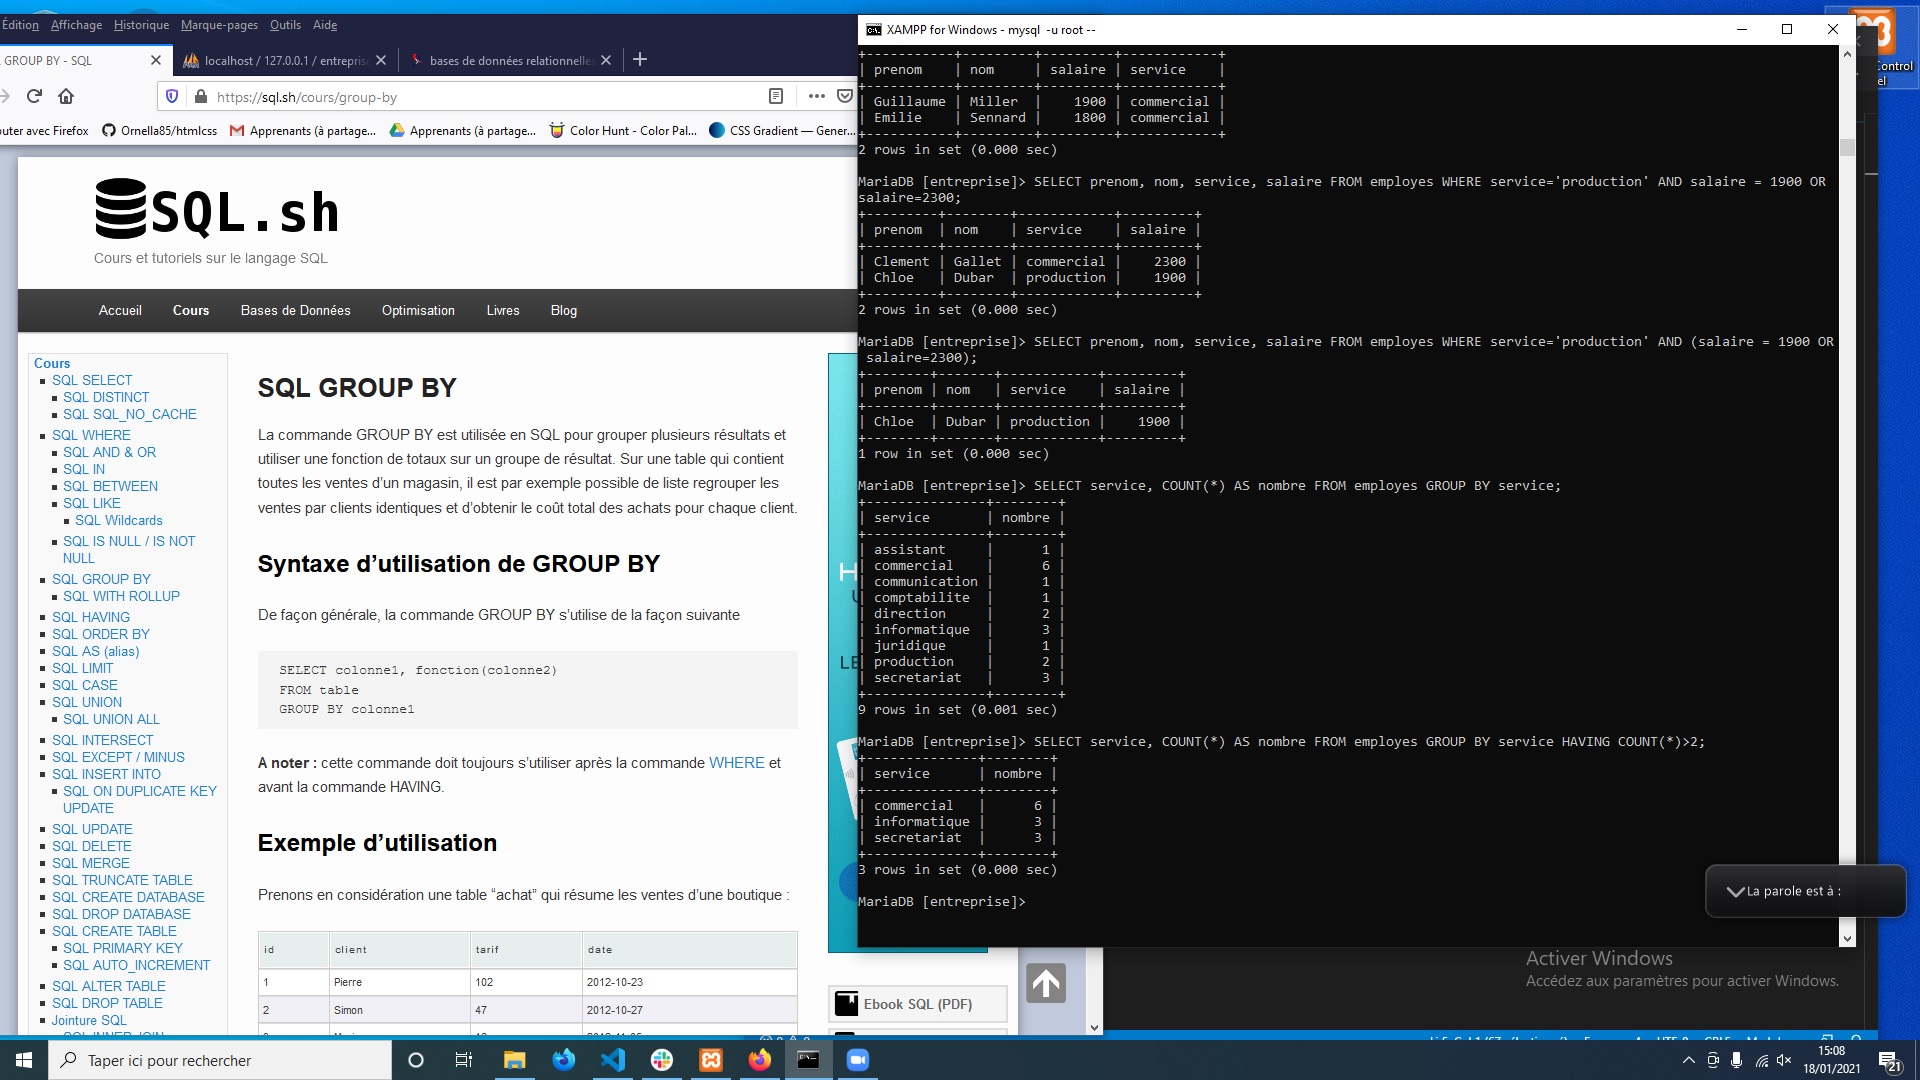 Édition Affichage Historique Marque-pages Outils Aide
GROUP BY - SQL
localhost / 127.0.0.1 / entreprise
bases de données relationnelles
https://sql.sh/cours/group-by
outer avec Firefox
Ornella85/htmlcss
Apprenants (à partage...
Apprenants (à partage...
Color Hunt - Color Pal...
CSS Gradient — Gener...
SQL.sh
Cours et tutoriels sur le langage SQL
Accueil Cours Bases de Données Optimisation Livres Blog
Cours
SQL SELECT
SQL DISTINCT
SQL SQL_NO_CACHE
SQL WHERE
SQL AND & OR
SQL IN
SQL BETWEEN
SQL LIKE
SQL Wildcards
SQL IS NULL / IS NOT
NULL
SQL GROUP BY
SQL WITH ROLLUP
SQL HAVING
SQL ORDER BY
SQL AS (alias)
SQL LIMIT
SQL CASE
SQL UNION
SQL UNION ALL
SQL INTERSECT
SQL EXCEPT / MINUS
SQL INSERT INTO
SQL ON DUPLICATE KEY
UPDATE
SQL UPDATE
SQL DELETE
SQL MERGE
SQL TRUNCATE TABLE
SQL CREATE DATABASE
SQL DROP DATABASE
SQL CREATE TABLE
SQL PRIMARY KEY
SQL AUTO_INCREMENT
SQL ALTER TABLE
SQL DROP TABLE
Jointure SQL
SQL INNER JOIN
SQL GROUP BY
La commande GROUP BY est utilisée en SQL pour grouper plusieurs résultats et
utiliser une fonction de totaux sur un groupe de résultat. Sur une table qui contient
toutes les ventes d’un magasin, il est par exemple possible de liste regrouper les
ventes par clients identiques et d’obtenir le coût total des achats pour chaque client.
Syntaxe d’utilisation de GROUP BY
De façon générale, la commande GROUP BY s’utilise de la façon suivante
SELECT colonne1, fonction(colonne2)
FROM table
GROUP BY colonne1
A noter : cette commande doit toujours s’utiliser après la commande WHERE et
avant la commande HAVING.
Exemple d’utilisation
Prenons en considération une table “achat” qui résume les ventes d’une boutique :
id client tarif date
1 Pierre 102 2012-10-23
2 Simon 47 2012-10-27
Ebook SQL (PDF)
XAMPP for Windows - mysql -u root --
+-----------+---------+---------+------------+
| prenom    | nom     | salaire | service    |
+-----------+---------+---------+------------+
| Guillaume | Miller  |    1900 | commercial |
| Emilie    | Sennard |    1800 | commercial |
+-----------+---------+---------+------------+
2 rows in set (0.000 sec)
MariaDB [entreprise]> SELECT prenom, nom, service, salaire FROM employes WHERE service='production' AND salaire = 1900 OR
salaire=2300;
+---------+--------+------------+---------+
| prenom  | nom    | service    | salaire |
+---------+--------+------------+---------+
| Clement | Gallet | commercial |    2300 |
| Chloe   | Dubar  | production |    1900 |
+---------+--------+------------+---------+
2 rows in set (0.000 sec)
MariaDB [entreprise]> SELECT prenom, nom, service, salaire FROM employes WHERE service='production' AND (salaire = 1900 OR
 salaire=2300);
+--------+-------+------------+---------+
| prenom | nom   | service    | salaire |
+--------+-------+------------+---------+
| Chloe  | Dubar | production |    1900 |
+--------+-------+------------+---------+
1 row in set (0.000 sec)
MariaDB [entreprise]> SELECT service, COUNT(*) AS nombre FROM employes GROUP BY service;
+---------------+--------+
| service       | nombre |
+---------------+--------+
| assistant     |      1 |
| commercial    |      6 |
| communication |      1 |
| comptabilite  |      1 |
| direction     |      2 |
| informatique  |      3 |
| juridique     |      1 |
| production    |      2 |
| secretariat   |      3 |
+---------------+--------+
9 rows in set (0.001 sec)
MariaDB [entreprise]> SELECT service, COUNT(*) AS nombre FROM employes GROUP BY service HAVING COUNT(*)>2;
+--------------+--------+
| service      | nombre |
+--------------+--------+
| commercial   |      6 |
| informatique |      3 |
| secretariat  |      3 |
+--------------+--------+
3 rows in set (0.000 sec)
MariaDB [entreprise]>
La parole est à :
Activer Windows
Accédez aux paramètres pour activer Windows.
Taper ici pour rechercher
15:08
18/01/2021
21